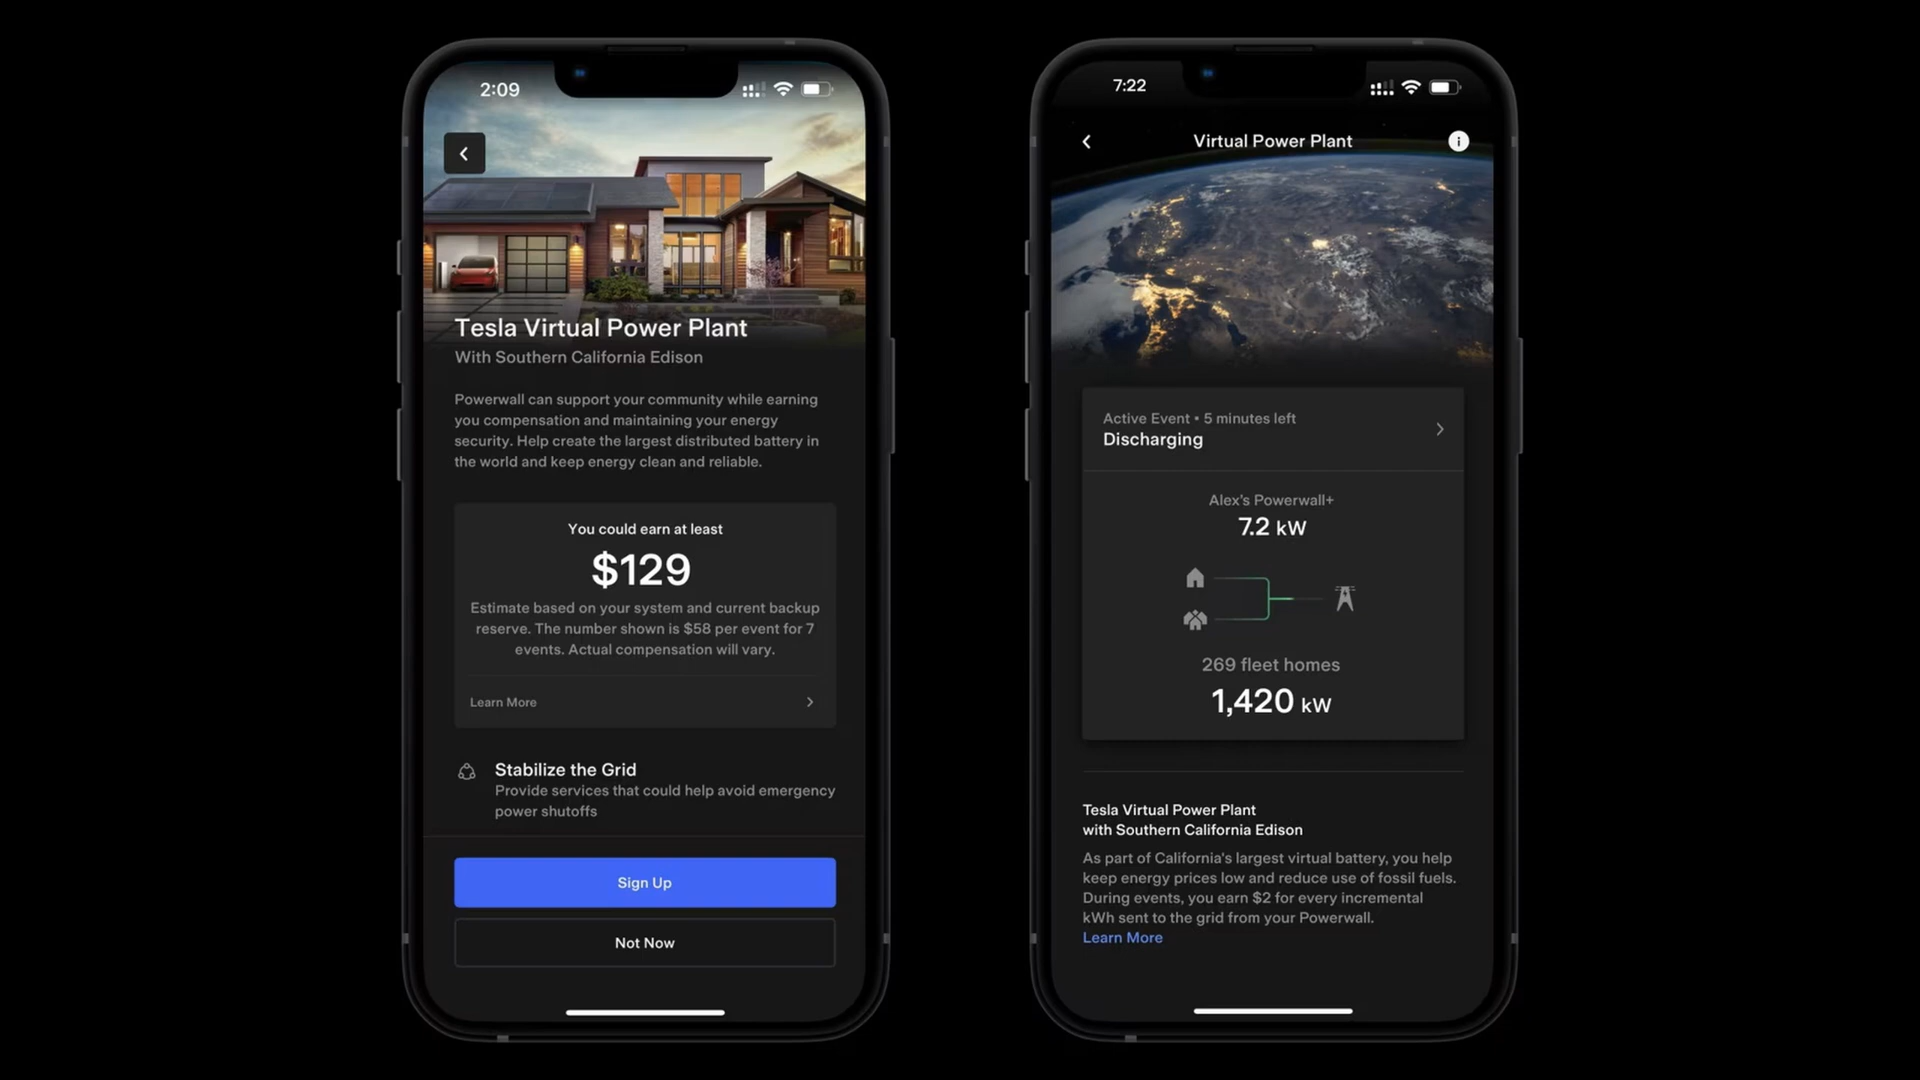 2:09
Tesla Virtual Power Plant
With Southern California Edison
Powerwall can support your community while earning
you compensation and maintaining your energy
security. Help create the largest distributed battery in
the world and keep energy clean and reliable.
You could earn at least
$129
Estimate based on your system and current backup
reserve. The number shown is $58 per event for 7
events. Actual compensation will vary.
Learn More
Stabilize the Grid
Provide services that could help avoid emergency
power shutoffs
Sign Up
Not Now
7:22
Virtual Power Plant
Active Event • 5 minutes left
Discharging
Alex's Powerwall+
7.2 kW
269 fleet homes
1,420 kW
Tesla Virtual Power Plant
with Southern California Edison
As part of California's largest virtual battery, you help
keep energy prices low and reduce use of fossil fuels.
During events, you earn $2 for every incremental
kWh sent to the grid from your Powerwall.
Learn More